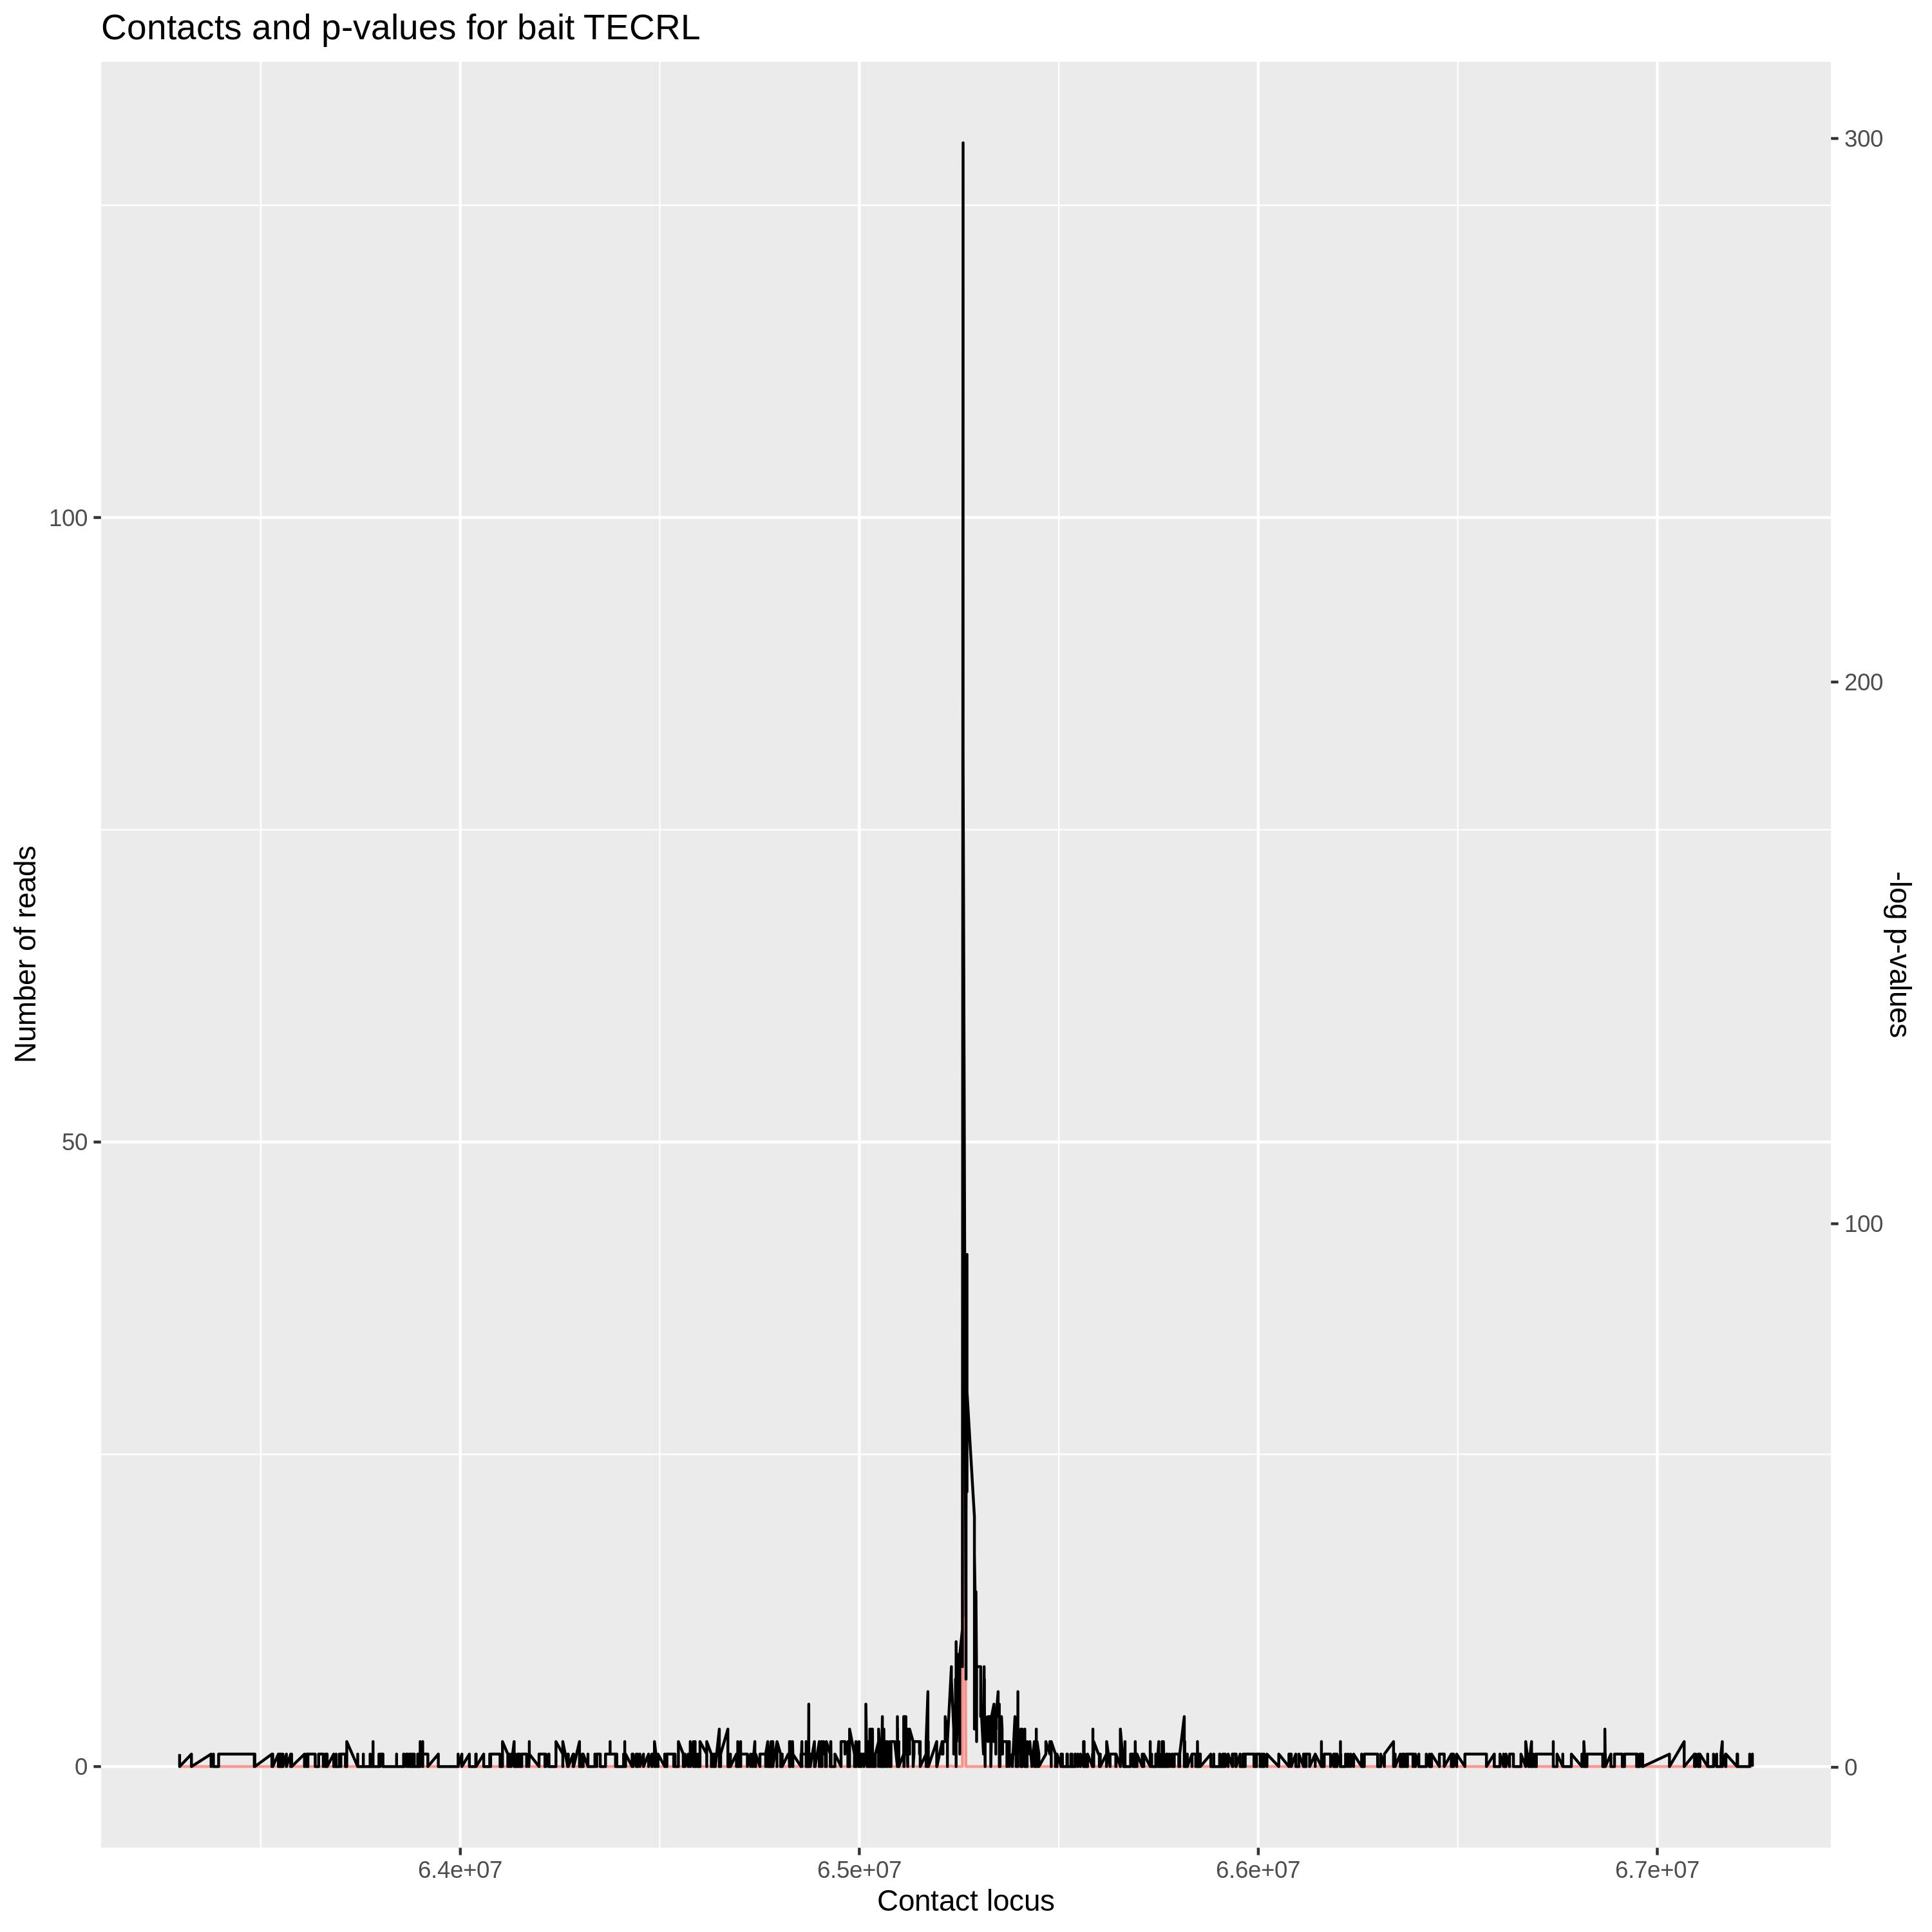 Contacts and p-values for bait TECRL
300
100
200
Number of reads
-log p-values
50
100
0
0
6.4e+07
6.5e+07
6.6e+07
6.7e+07
Contact locus